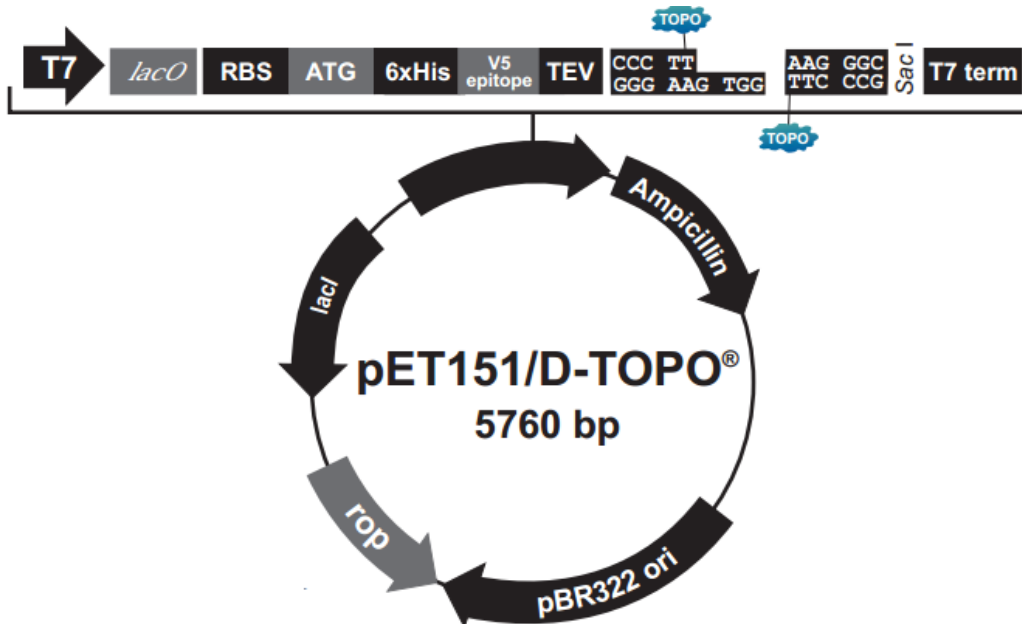 TOPO
T7 lacO RBS ATG 6xHis V5 epitope TEV CCC TT AAG GGC Sac I T7 term
GGG AAG TGG TTC CCG
TOPO
Ampicillin
lacI
pET151/D-TOPO®
5760 bp
rop
pBR322 ori